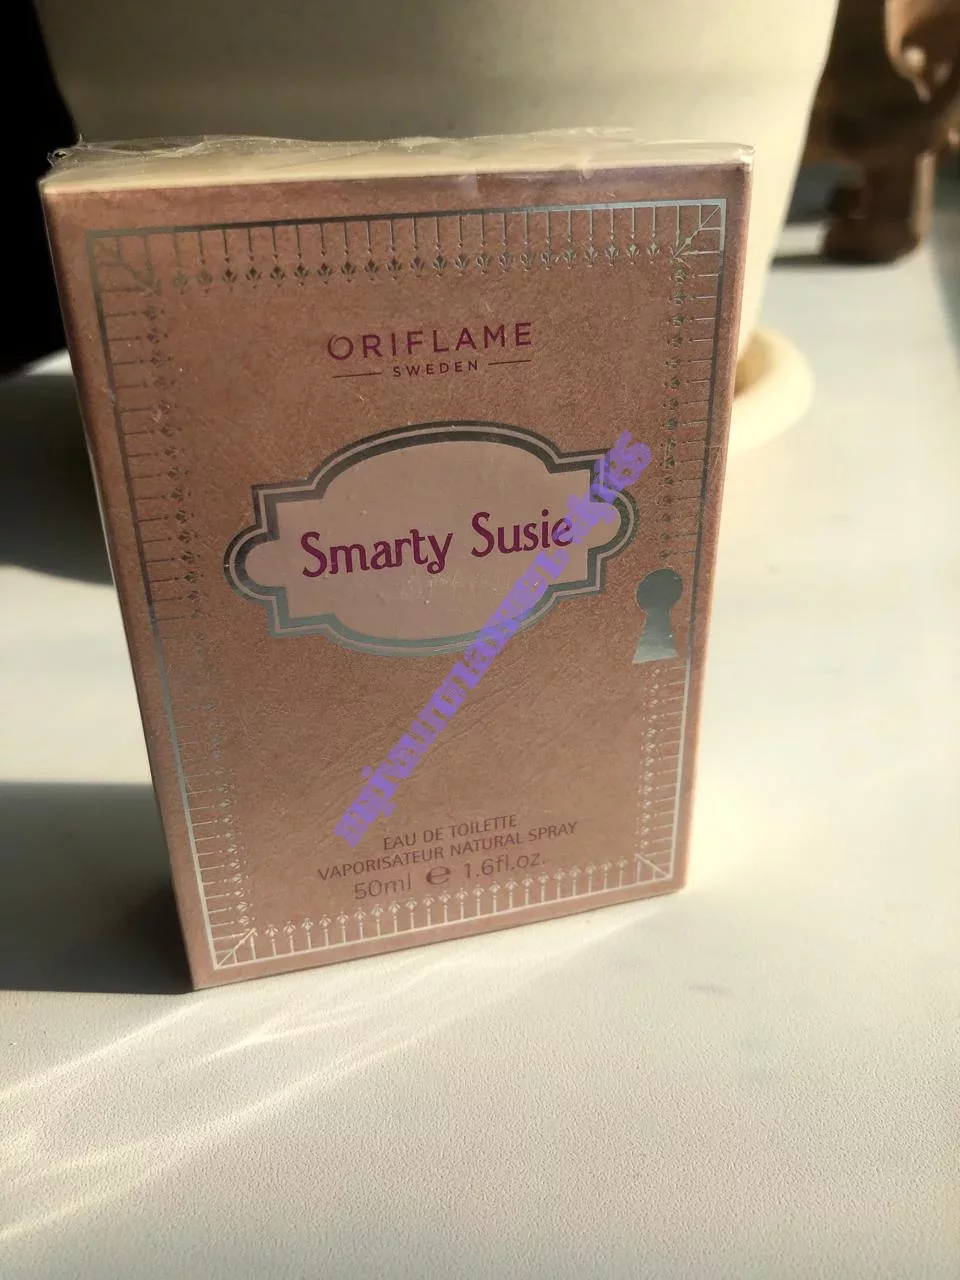 ORIFLAME
SWEDEN
Smarty Susie
EAU DE TOILETTE
VAPORISATEUR NATURAL SPRAY
50ml e 1.6fl.oz.